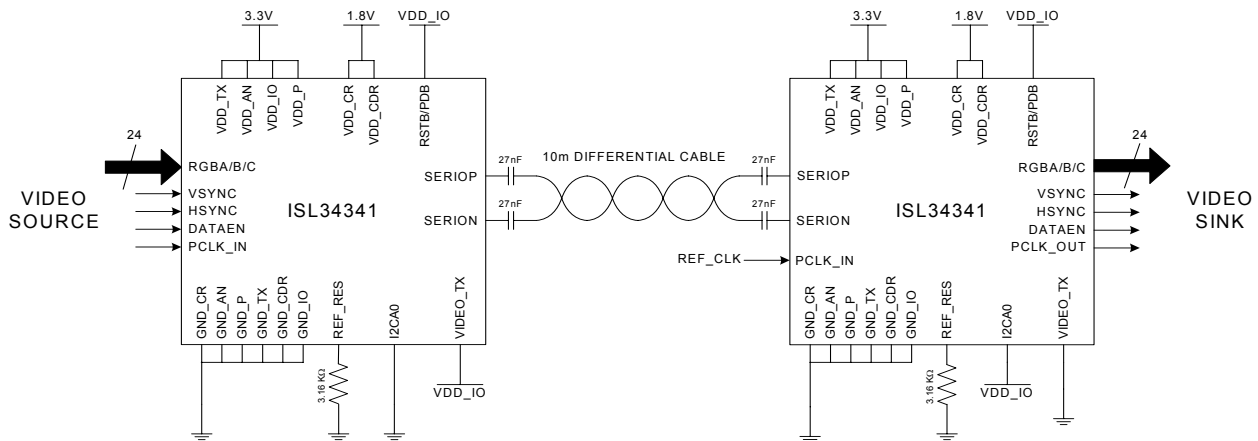 3.3V
1.8V
VDD_IO
VDD_TX
VDD_AN
VDD_IO
VDD_P
VDD_CR
VDD_CDR
RSTB/PDB
24
RGBA/B/C
VSYNC
HSYNC
DATAEN
PCLK_IN
VIDEO
SOURCE
ISL34341
SERIOP
SERION
GND_CR
GND_AN
GND_P
GND_TX
GND_CDR
GND_IO
REF_RES
I2CA0
VIDEO_TX
3.16 KΩ
VDD_IO
27nF
27nF
10m DIFFERENTIAL CABLE
27nF
27nF
REF_CLK
3.3V
1.8V
VDD_IO
VDD_TX
VDD_AN
VDD_IO
VDD_P
VDD_CR
VDD_CDR
RSTB/PDB
SERIOP
SERION
PCLK_IN
ISL34341
24
RGBA/B/C
VSYNC
HSYNC
DATAEN
PCLK_OUT
VIDEO
SINK
GND_CR
GND_AN
GND_P
GND_TX
GND_CDR
GND_IO
REF_RES
I2CA0
VIDEO_TX
3.16 KΩ
VDD_IO